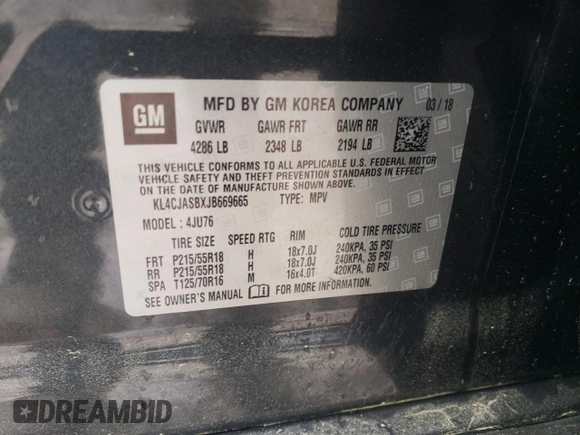 GM MFD BY GM KOREA COMPANY 03/18
GVWR GAWR FRT GAWR RR
4286 LB 2348 LB 2194 LB
THIS VEHICLE CONFORMS TO ALL APPLICABLE U.S. FEDERAL MOTOR
VEHICLE SAFETY AND THEFT PREVENTION STANDARDS IN EFFECT
ON THE DATE OF MANUFACTURE SHOWN ABOVE.
KL4CJASBXJB669665 TYPE: MPV
MODEL: 4JU76
TIRE SIZE SPEED RTG RIM COLD TIRE PRESSURE
FRT P215/55R18 H 18x7.0J 240KPA, 35 PSI
RR P215/55R18 H 18x7.0J 240KPA, 35 PSI
SPA T125/70R16 M 16x4.0T 420KPA, 60 PSI
SEE OWNER'S MANUAL FOR MORE INFORMATION.
DREAMBID